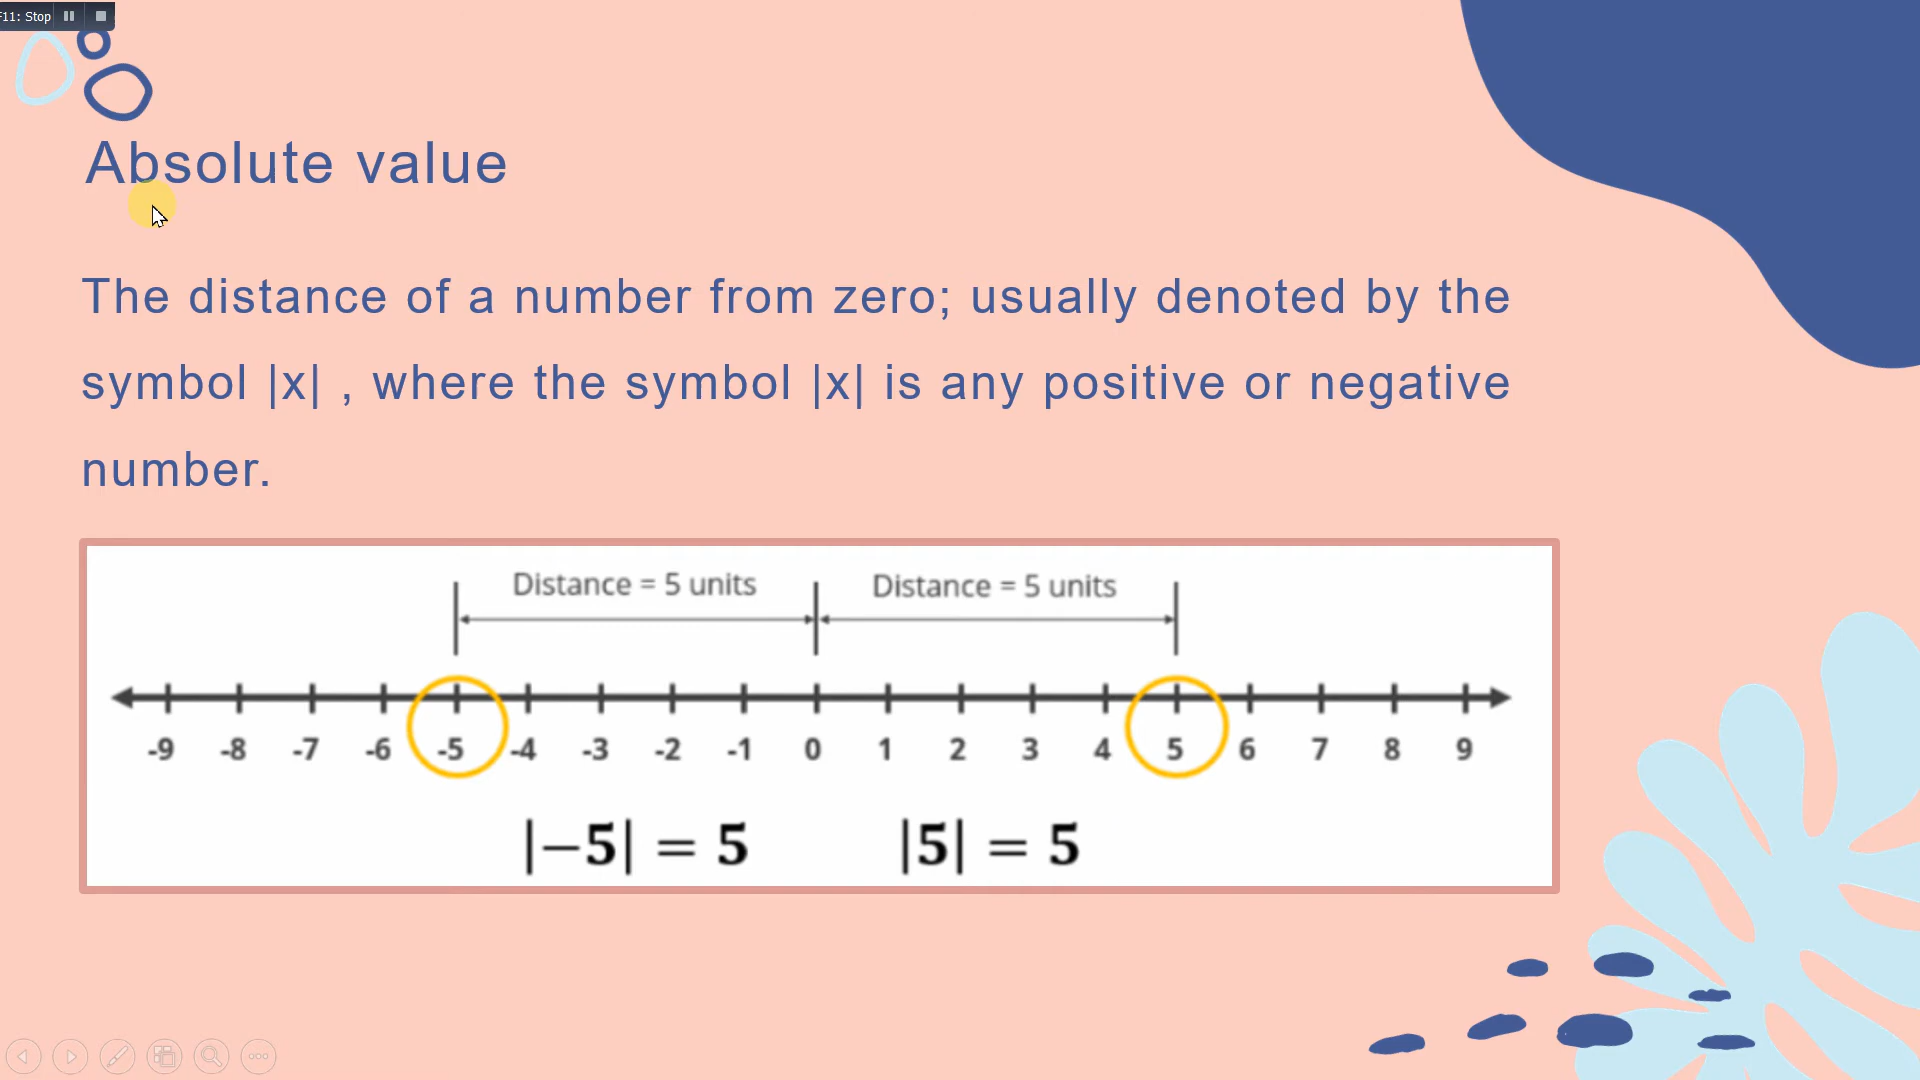 F11: Stop
Absolute value
The distance of a number from zero; usually denoted by the
symbol |x| , where the symbol |x| is any positive or negative
number.
Distance = 5 units Distance = 5 units
-9 -8 -7 -6 -5 -4 -3 -2 -1 0 1 2 3 4 5 6 7 8 9
|−5| = 5 |5| = 5